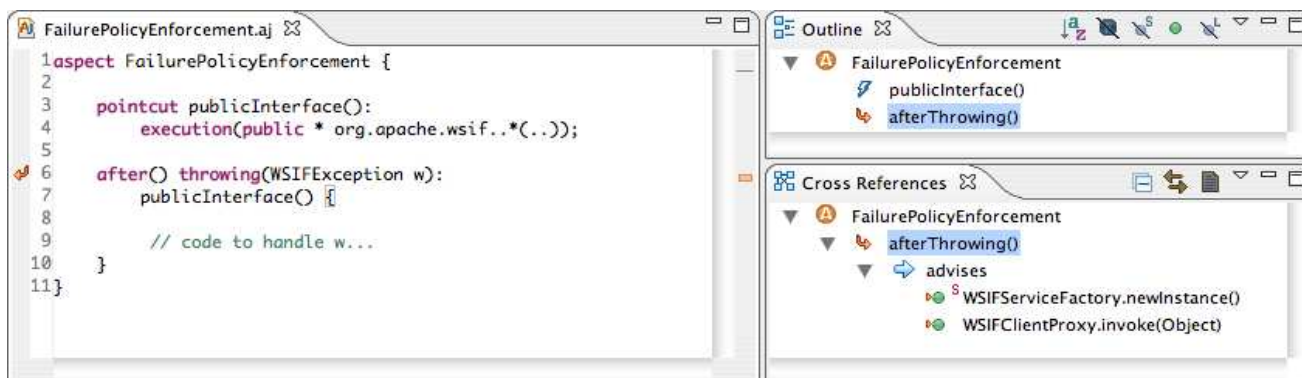 FailurePolicyEnforcement.aj
1 aspect FailurePolicyEnforcement {
2
3 pointcut publicInterface():
4 execution(public * org.apache.wsif..*(..));
5
6 after() throwing(WSIFException w):
7 publicInterface() {
8
9 // code to handle w...
10 }
11 }
Outline
FailurePolicyEnforcement
publicInterface()
afterThrowing()
Cross References
FailurePolicyEnforcement
afterThrowing()
advises
S WSIFServiceFactory.newInstance()
WSIFClientProxy.invoke(Object)